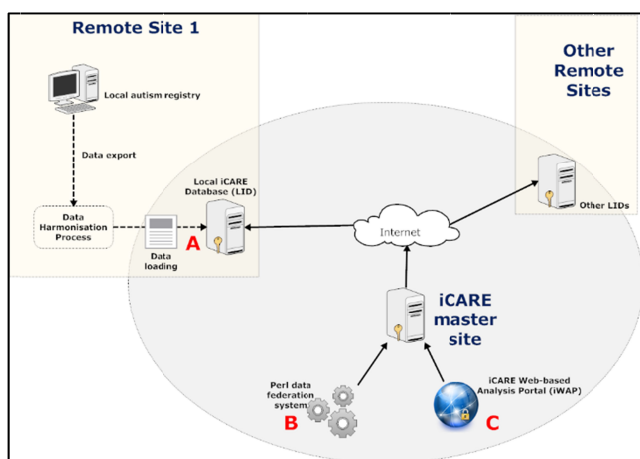 Remote Site 1
Local autism registry
Data export
Data
Harmonisation
Process
Data
loading
A
Local iCARE
Database (LID)
Other
Remote
Sites
Other LIDs
Internet
iCARE
master
site
Perl data
federation
system
B
iCARE Web-based
Analysis Portal (iWAP)
C